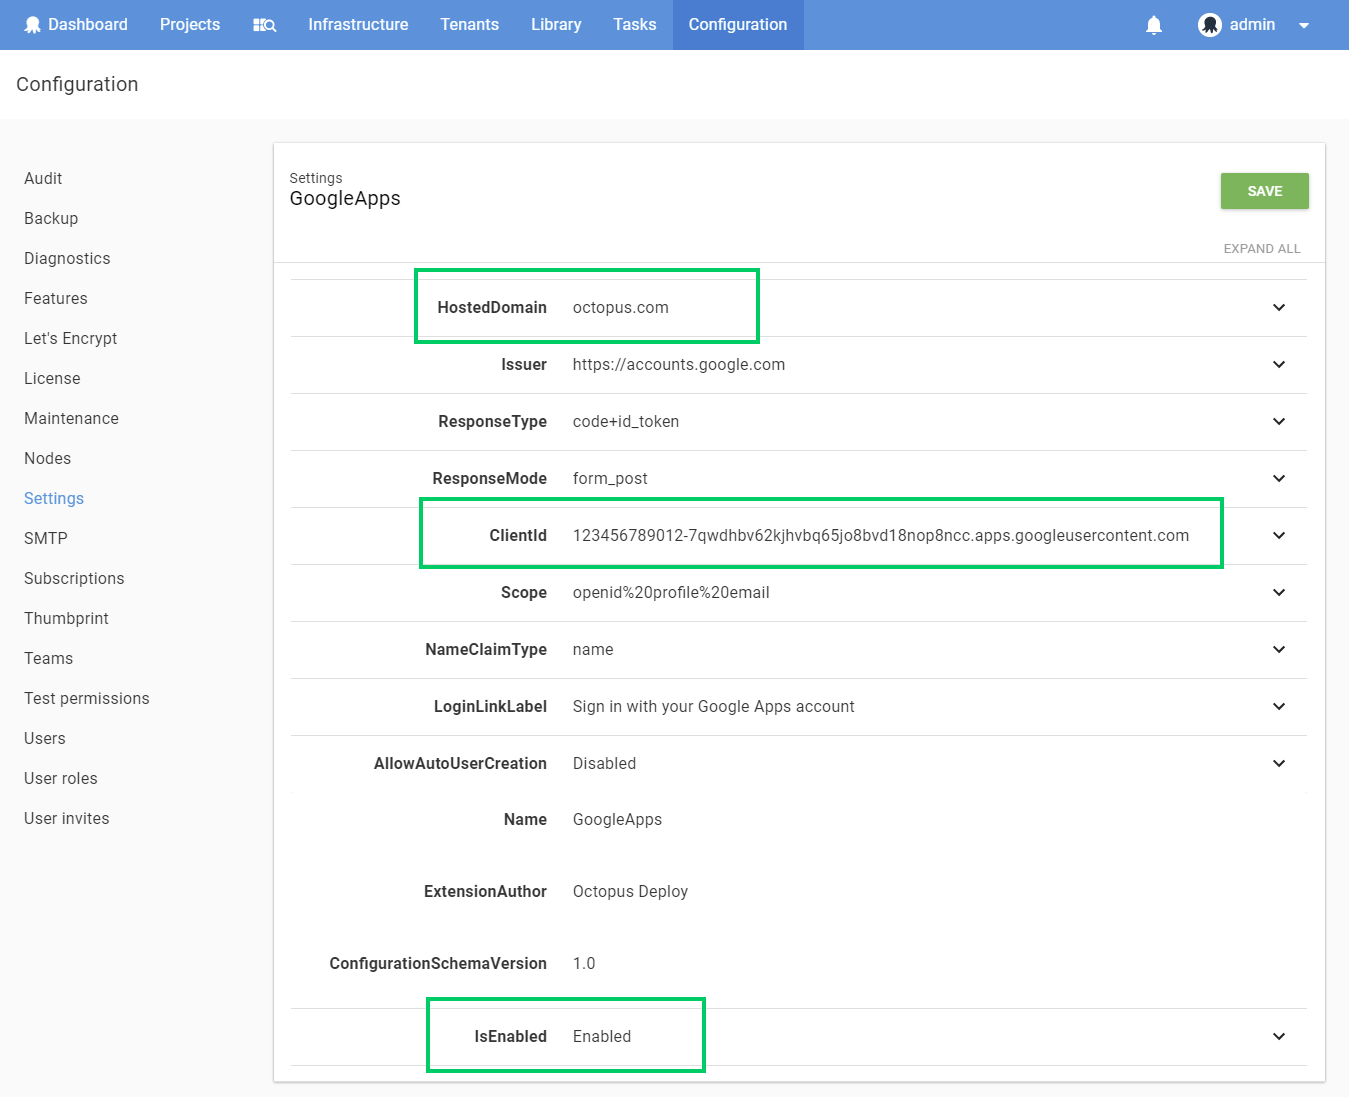 Dashboard Projects Infrastructure Tenants Library Tasks Configuration admin
Configuration
Audit
Backup
Diagnostics
Features
Let's Encrypt
License
Maintenance
Nodes
Settings
SMTP
Subscriptions
Thumbprint
Teams
Test permissions
Users
User roles
User invites
Settings
GoogleApps
SAVE
EXPAND ALL
HostedDomain octopus.com
Issuer https://accounts.google.com
ResponseType code+id_token
ResponseMode form_post
ClientId 123456789012-7qwdhbv62kjhvbq65jo8bvd18nop8ncc.apps.googleusercontent.com
Scope openid%20profile%20email
NameClaimType name
LoginLinkLabel Sign in with your Google Apps account
AllowAutoUserCreation Disabled
Name GoogleApps
ExtensionAuthor Octopus Deploy
ConfigurationSchemaVersion 1.0
IsEnabled Enabled